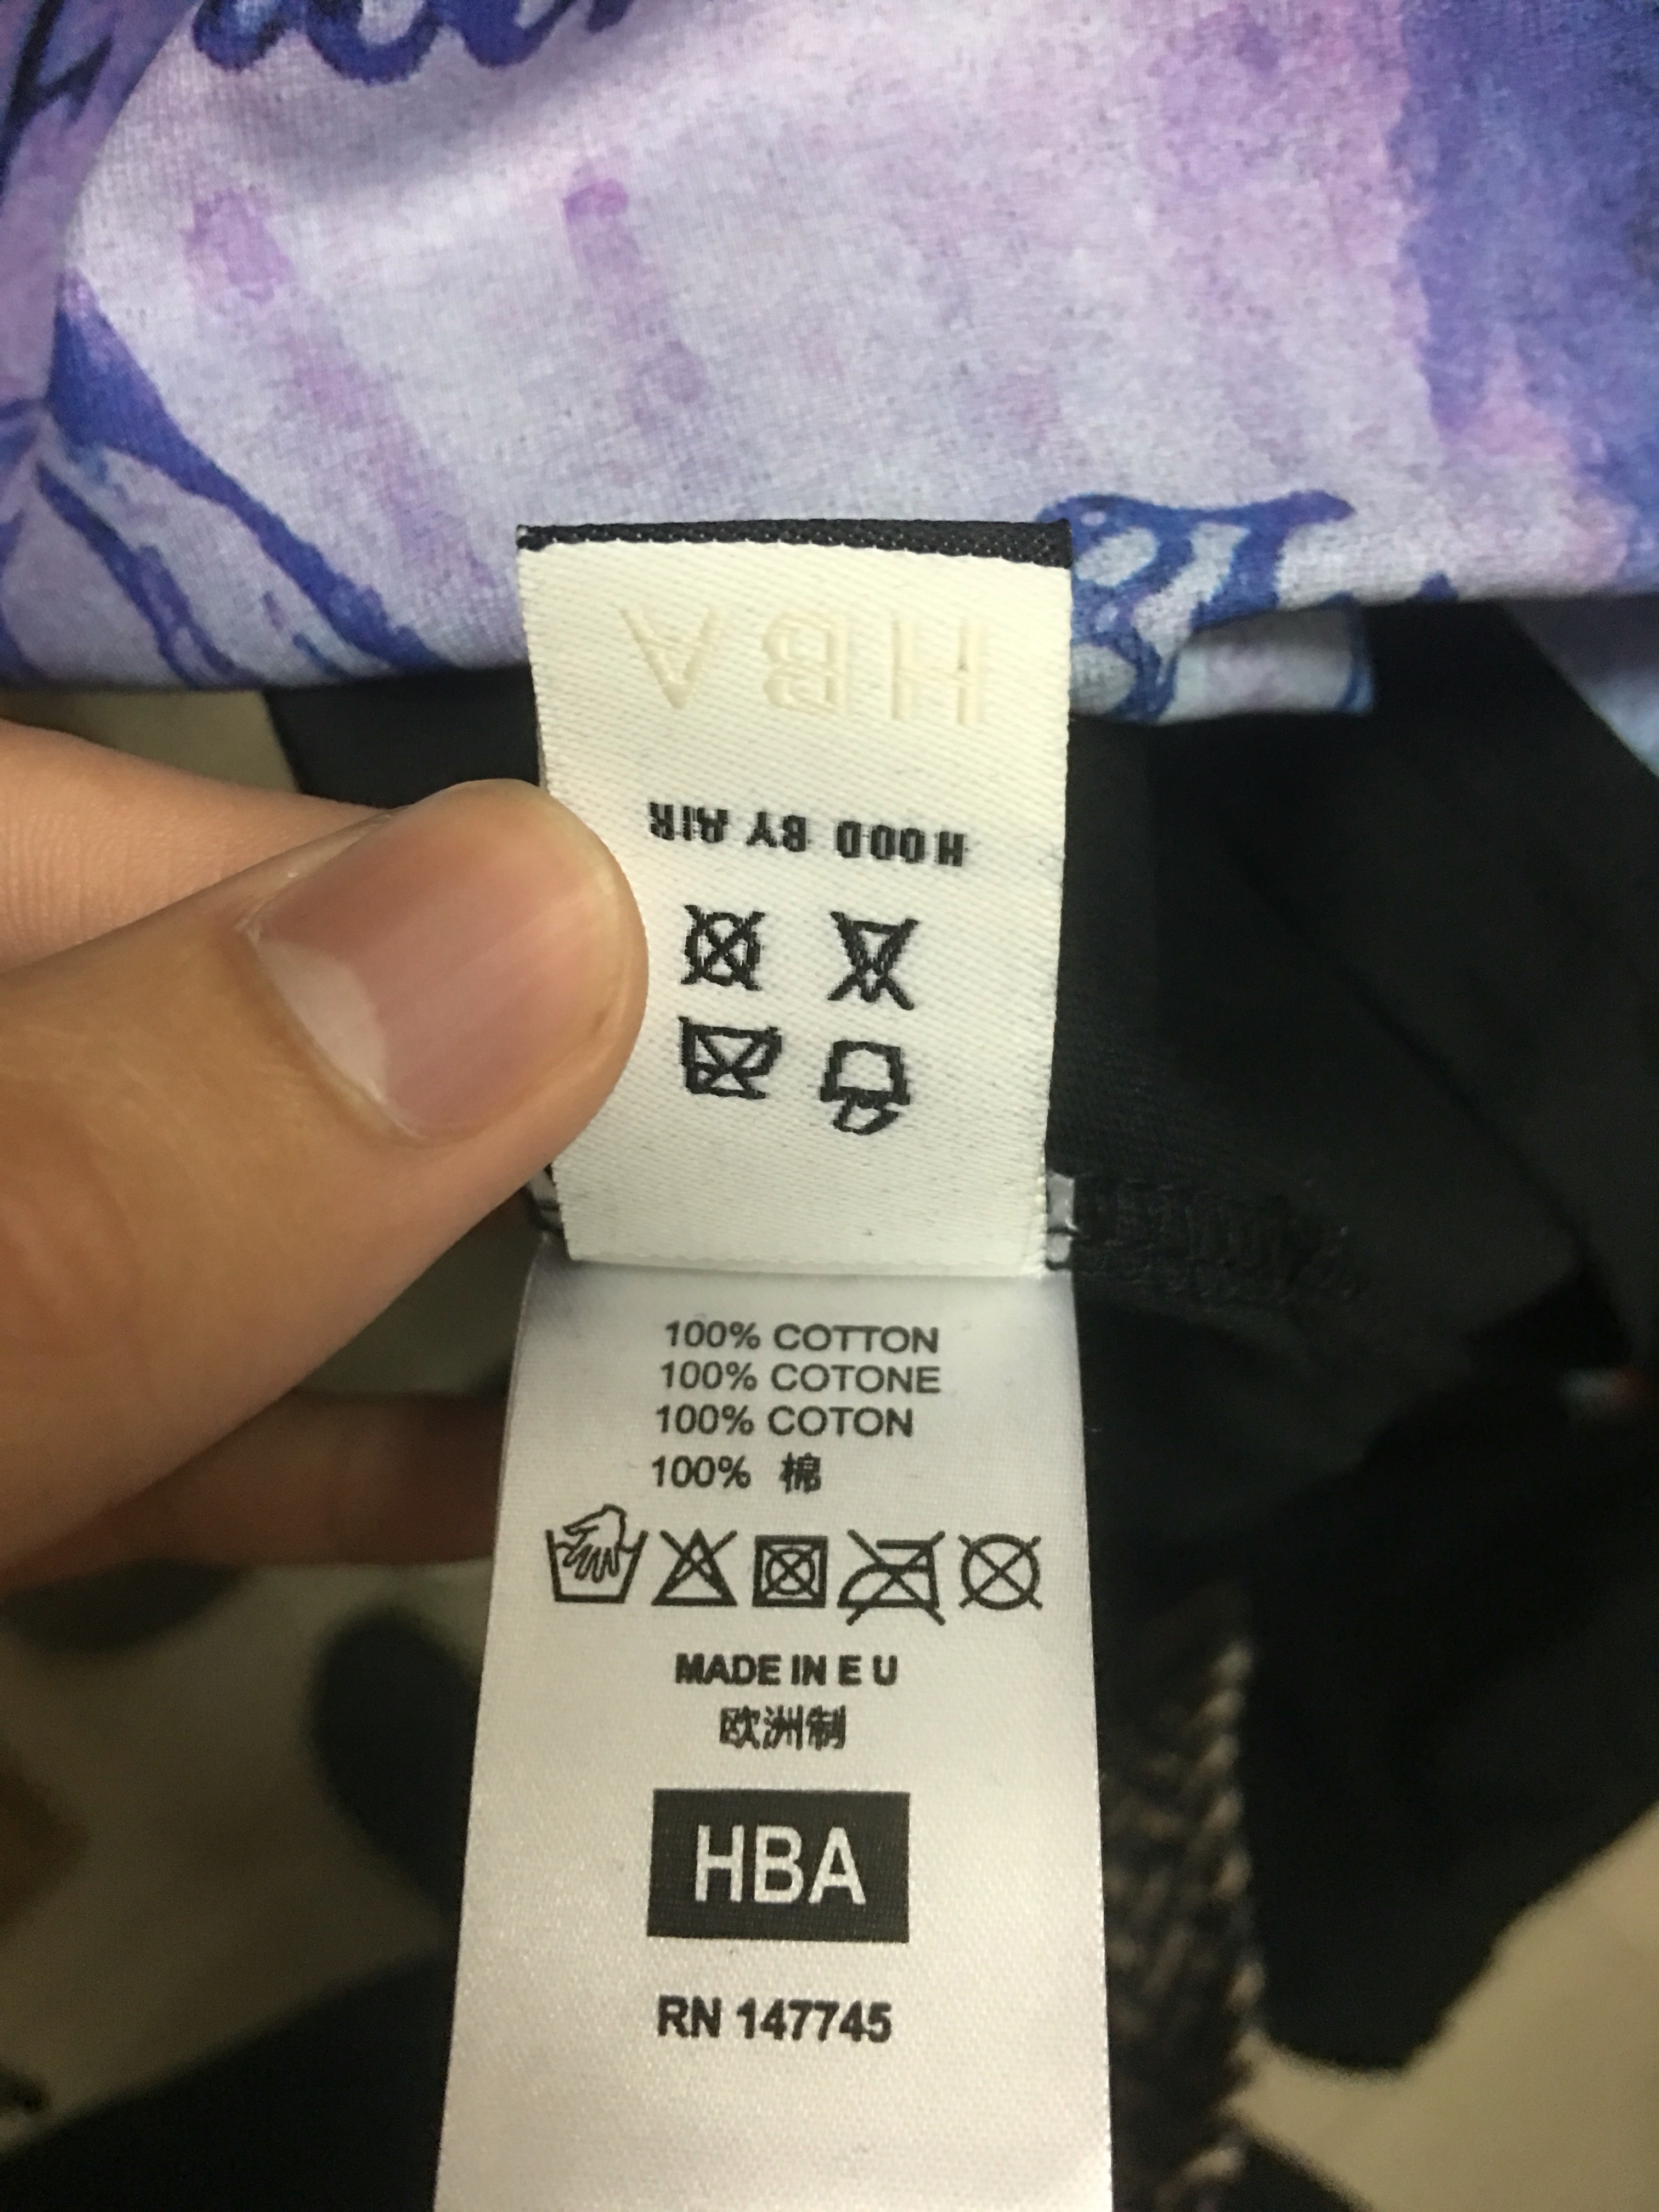 HBA
HOOD BY AIR
100% COTTON
100% COTONE
100% COTON
100% 棉
MADE IN E U
欧洲制
HBA
RN 147745